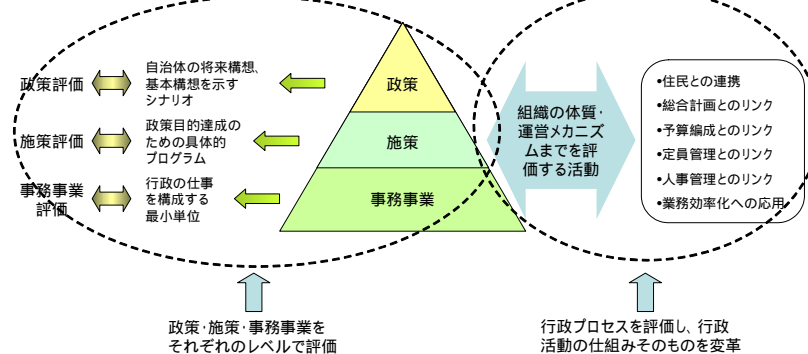 政策評価
自治体の将来構想、
基本構想を示す
シナリオ
政策
施策評価
政策目的達成の
ための具体的
プログラム
施策
事務事業
評価
行政の仕事
を構成する
最小単位
事務事業
組織の体質・
運営メカニズ
ムまでを評
価する活動
•住民との連携
•総合計画とのリンク
•予算編成とのリンク
•定員管理とのリンク
•人事管理とのリンク
•業務効率化への応用
政策・施策・事務事業を
それぞれのレベルで評価
行政プロセスを評価し、行政
活動の仕組みそのものを変革